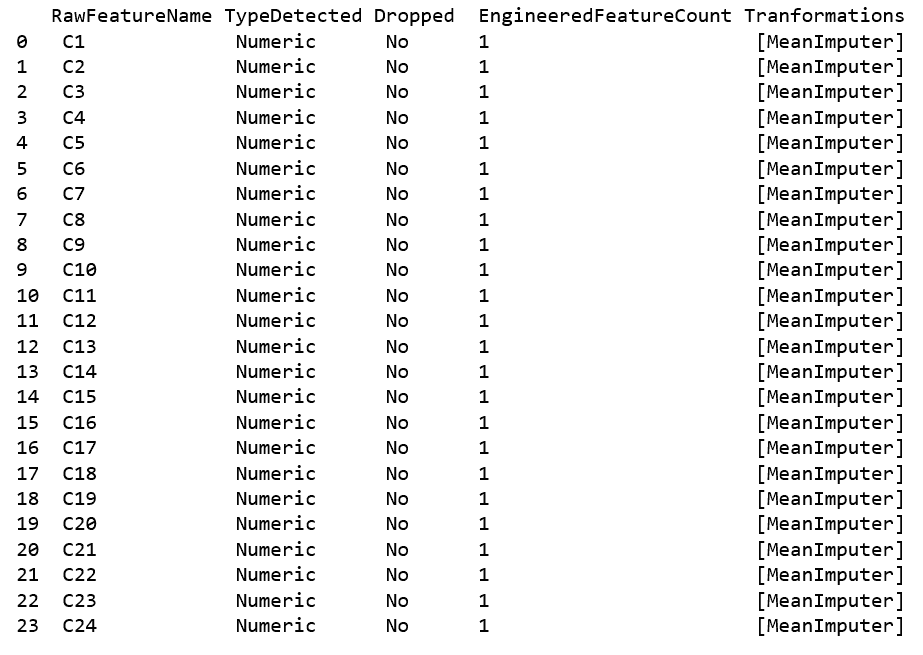 RawFeatureName TypeDetected Dropped EngineeredFeatureCount Tranformations
0 C1 Numeric No 1 [MeanImputer]
1 C2 Numeric No 1 [MeanImputer]
2 C3 Numeric No 1 [MeanImputer]
3 C4 Numeric No 1 [MeanImputer]
4 C5 Numeric No 1 [MeanImputer]
5 C6 Numeric No 1 [MeanImputer]
6 C7 Numeric No 1 [MeanImputer]
7 C8 Numeric No 1 [MeanImputer]
8 C9 Numeric No 1 [MeanImputer]
9 C10 Numeric No 1 [MeanImputer]
10 C11 Numeric No 1 [MeanImputer]
11 C12 Numeric No 1 [MeanImputer]
12 C13 Numeric No 1 [MeanImputer]
13 C14 Numeric No 1 [MeanImputer]
14 C15 Numeric No 1 [MeanImputer]
15 C16 Numeric No 1 [MeanImputer]
16 C17 Numeric No 1 [MeanImputer]
17 C18 Numeric No 1 [MeanImputer]
18 C19 Numeric No 1 [MeanImputer]
19 C20 Numeric No 1 [MeanImputer]
20 C21 Numeric No 1 [MeanImputer]
21 C22 Numeric No 1 [MeanImputer]
22 C23 Numeric No 1 [MeanImputer]
23 C24 Numeric No 1 [MeanImputer]